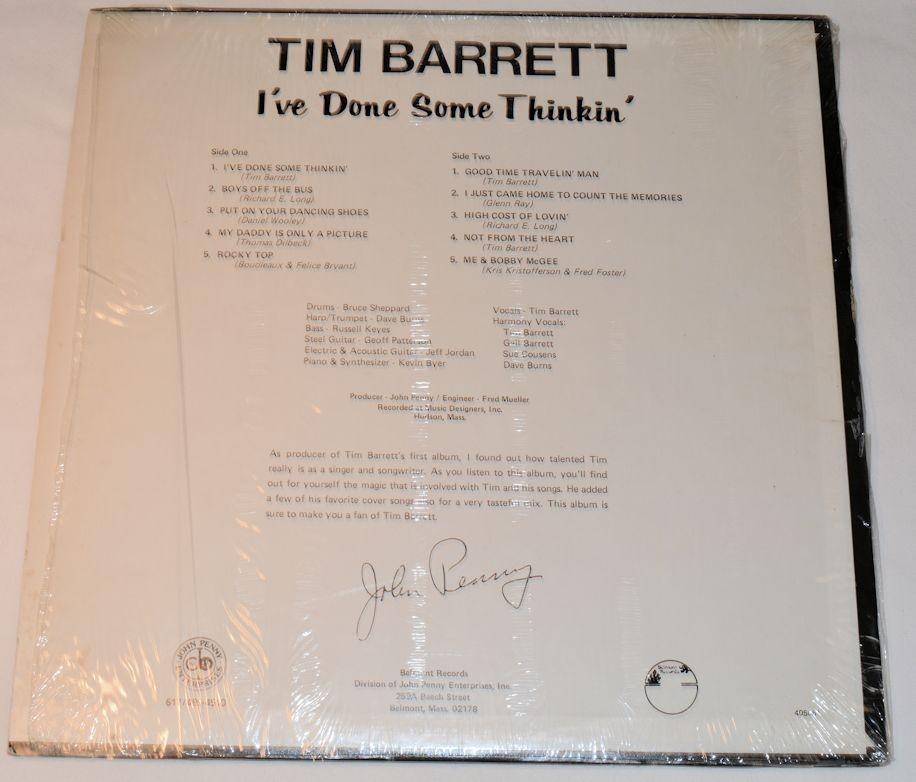 TIM BARRETT
I've Done Some Thinkin'
Side One
1. I'VE DONE SOME THINKIN'
(Tim Barrett)
2. BOYS OFF THE BUS
(Richard E. Long)
3. PUT ON YOUR DANCING SHOES
(Daniel Wooley)
4. MY DADDY IS ONLY A PICTURE
(Thomas Dilbeck)
5. ROCKY TOP
(Boudleaux & Felice Bryant)
Side Two
1. GOOD TIME TRAVELIN' MAN
(Tim Barrett)
2. I JUST CAME HOME TO COUNT THE MEMORIES
(Glenn Ray)
3. HIGH COST OF LOVIN'
(Richard E. Long)
4. NOT FROM THE HEART
(Tim Barrett)
5. ME & BOBBY McGEE
(Kris Kristofferson & Fred Foster)
Drums - Bruce Sheppard
Harp/Trumpet - Dave Burns
Bass - Russell Keyes
Steel Guitar - Geoff Patterson
Electric & Acoustic Guitar - Jeff Jordan
Piano & Synthesizer - Kevin Byer
Vocals - Tim Barrett
Harmony Vocals:
Tim Barrett
Gail Barrett
Sue Cousens
Dave Burns
Producer - John Penny / Engineer - Fred Mueller
Recorded at Music Designers, Inc.
Hudson, Mass.
As producer of Tim Barrett's first album, I found out how talented Tim
really is as a singer and songwriter. As you listen to this album, you'll find
out for yourself the magic that is involved with Tim and his songs. He added
a few of his favorite cover songs also for a very tasteful mix. This album is
sure to make you a fan of Tim Barrett.
John Penny
JOHN PENNY
ENTERPRISES
Belmont Records
Division of John Penny Enterprises, Inc.
Beech Street
Belmont, Mass. 02178
Belmont
Records